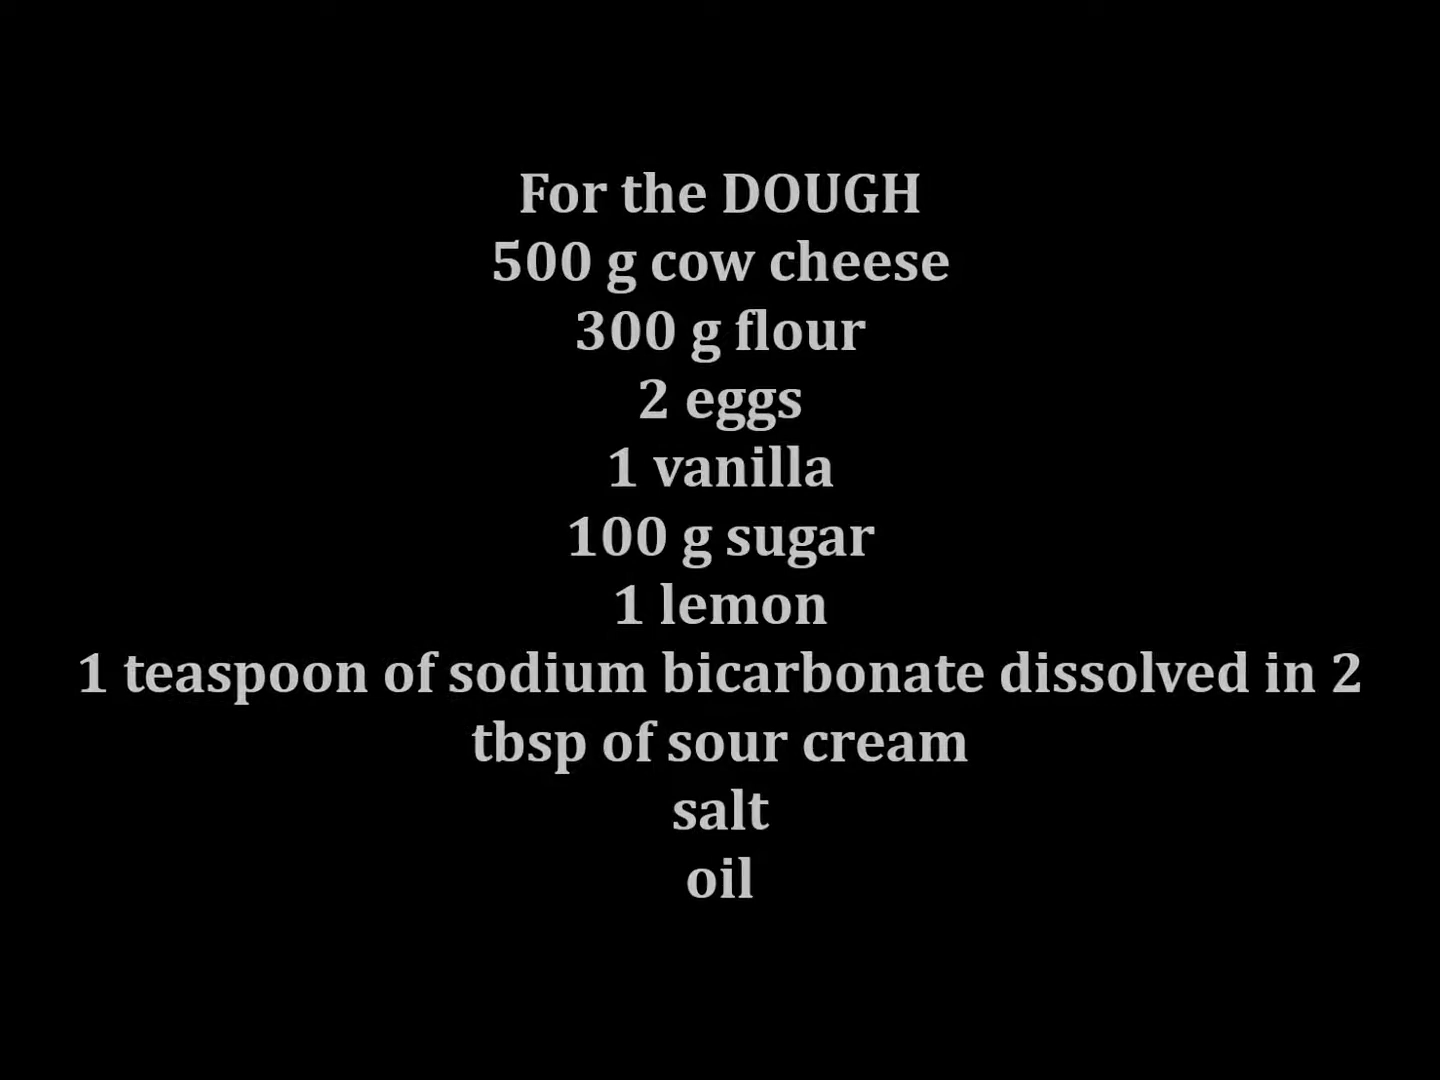 For the DOUGH
500 g cow cheese
300 g flour
2 eggs
1 vanilla
100 g sugar
1 lemon
1 teaspoon of sodium bicarbonate dissolved in 2
tbsp of sour cream
salt
oil